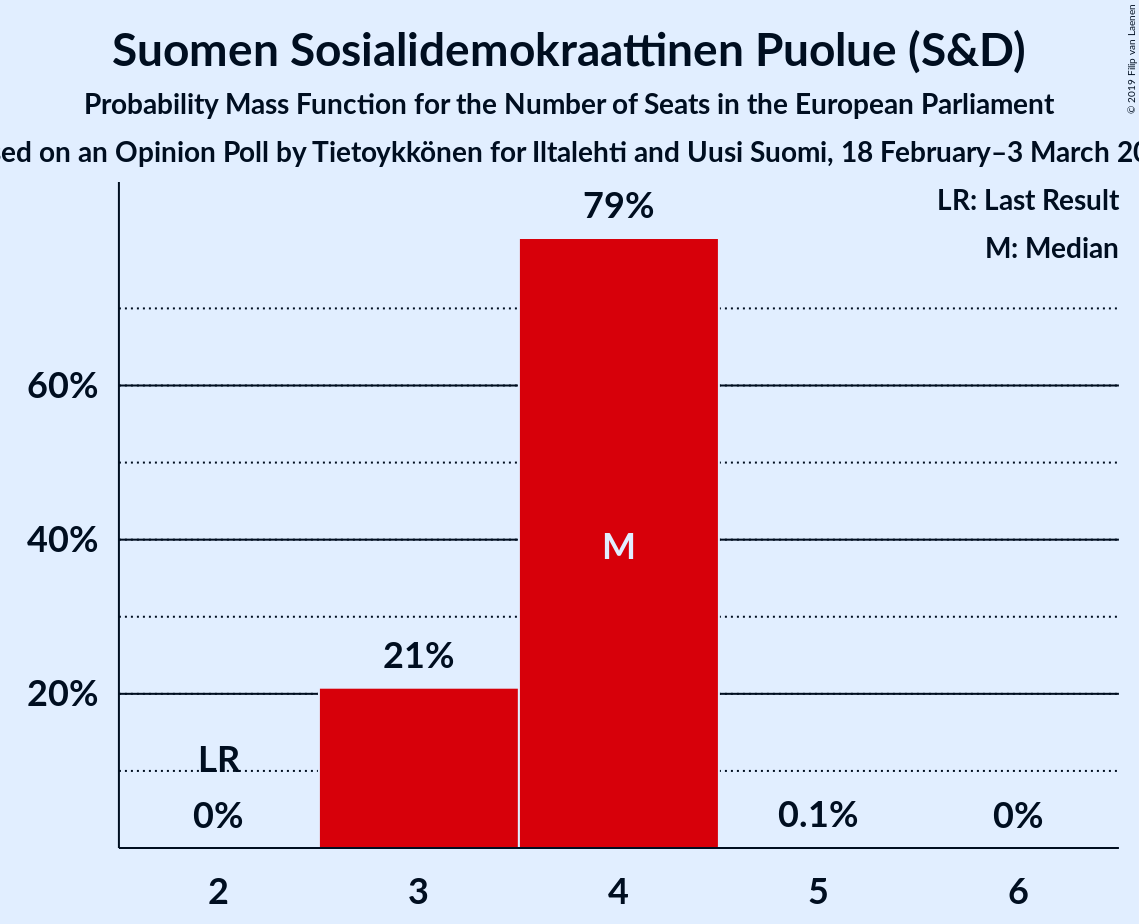 Suomen Sosialidemokraattinen Puolue (S&D)
Probability Mass Function for the Number of Seats in the European Parliament
on an Opinion Poll by Tietoykkönen for Iltalehti and Uusi Suomi, 18 February–3 March
© 2019 Filip van Laenen
LR: Last Result
M: Median
79%
60%
40%
M
21%
20%
LR
0%
0.1%
0%
2
3
4
5
6